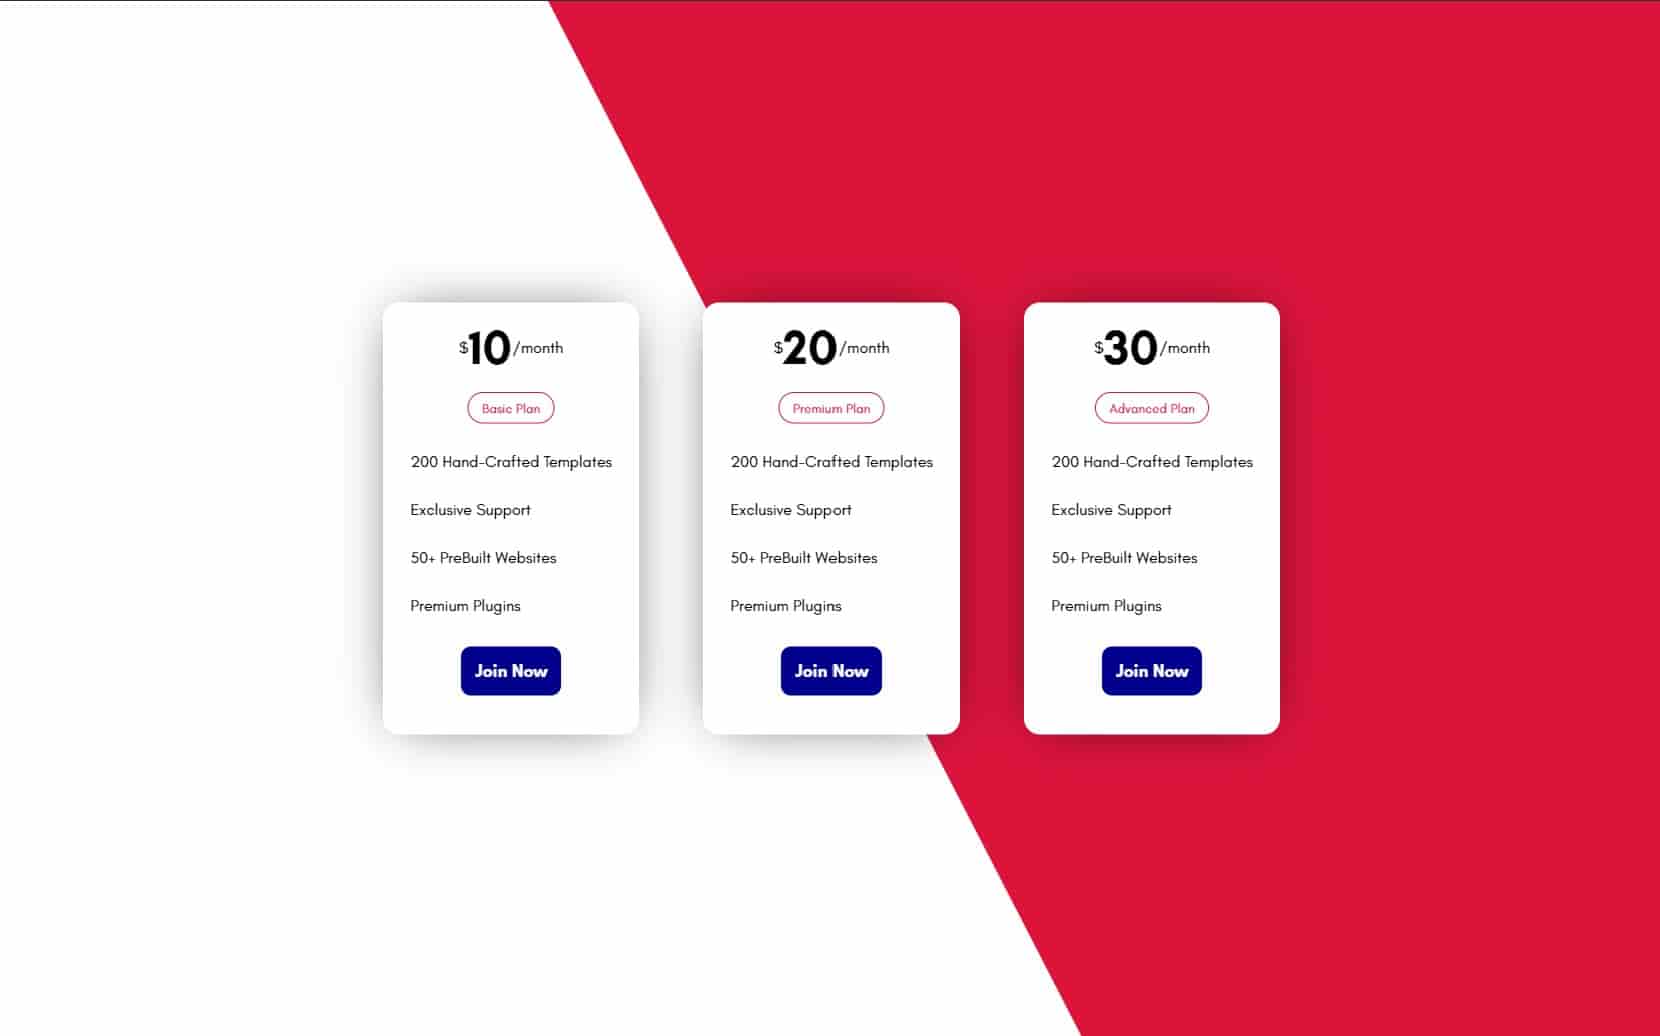 $10/month
Basic Plan
200 Hand-Crafted Templates
Exclusive Support
50+ PreBuilt Websites
Premium Plugins
Join Now
$20/month
Premium Plan
200 Hand-Crafted Templates
Exclusive Support
50+ PreBuilt Websites
Premium Plugins
Join Now
$30/month
Advanced Plan
200 Hand-Crafted Templates
Exclusive Support
50+ PreBuilt Websites
Premium Plugins
Join Now